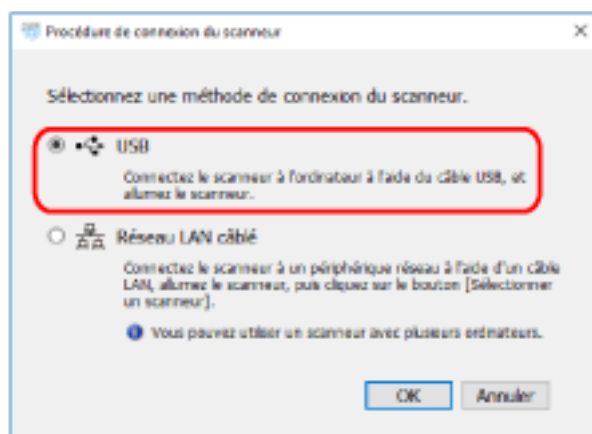 Procédure de connexion du scanneur
Sélectionnez une méthode de connexion du scanneur.
USB
Connectez le scanneur à l'ordinateur à l'aide du câble USB, et
allumez le scanneur.
Réseau LAN câblé
Connectez le scanneur à un périphérique réseau à l'aide d'un câble
LAN, allumez le scanneur, puis cliquez sur le bouton [Sélectionner
un scanneur].
Vous pouvez utiliser un scanneur avec plusieurs ordinateurs.
OK
Annuler